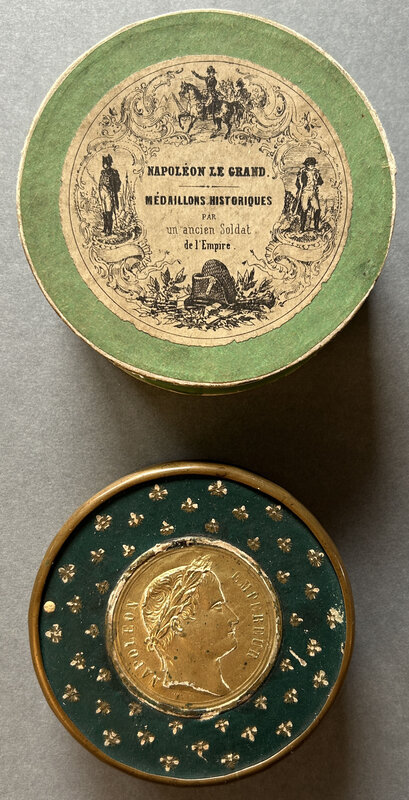 NAPOLÉON LE GRAND.
MÉDAILLONS HISTORIQUES
PAR
un ancien Soldat
de l'Empire.
NAPOLEON EMPEREUR